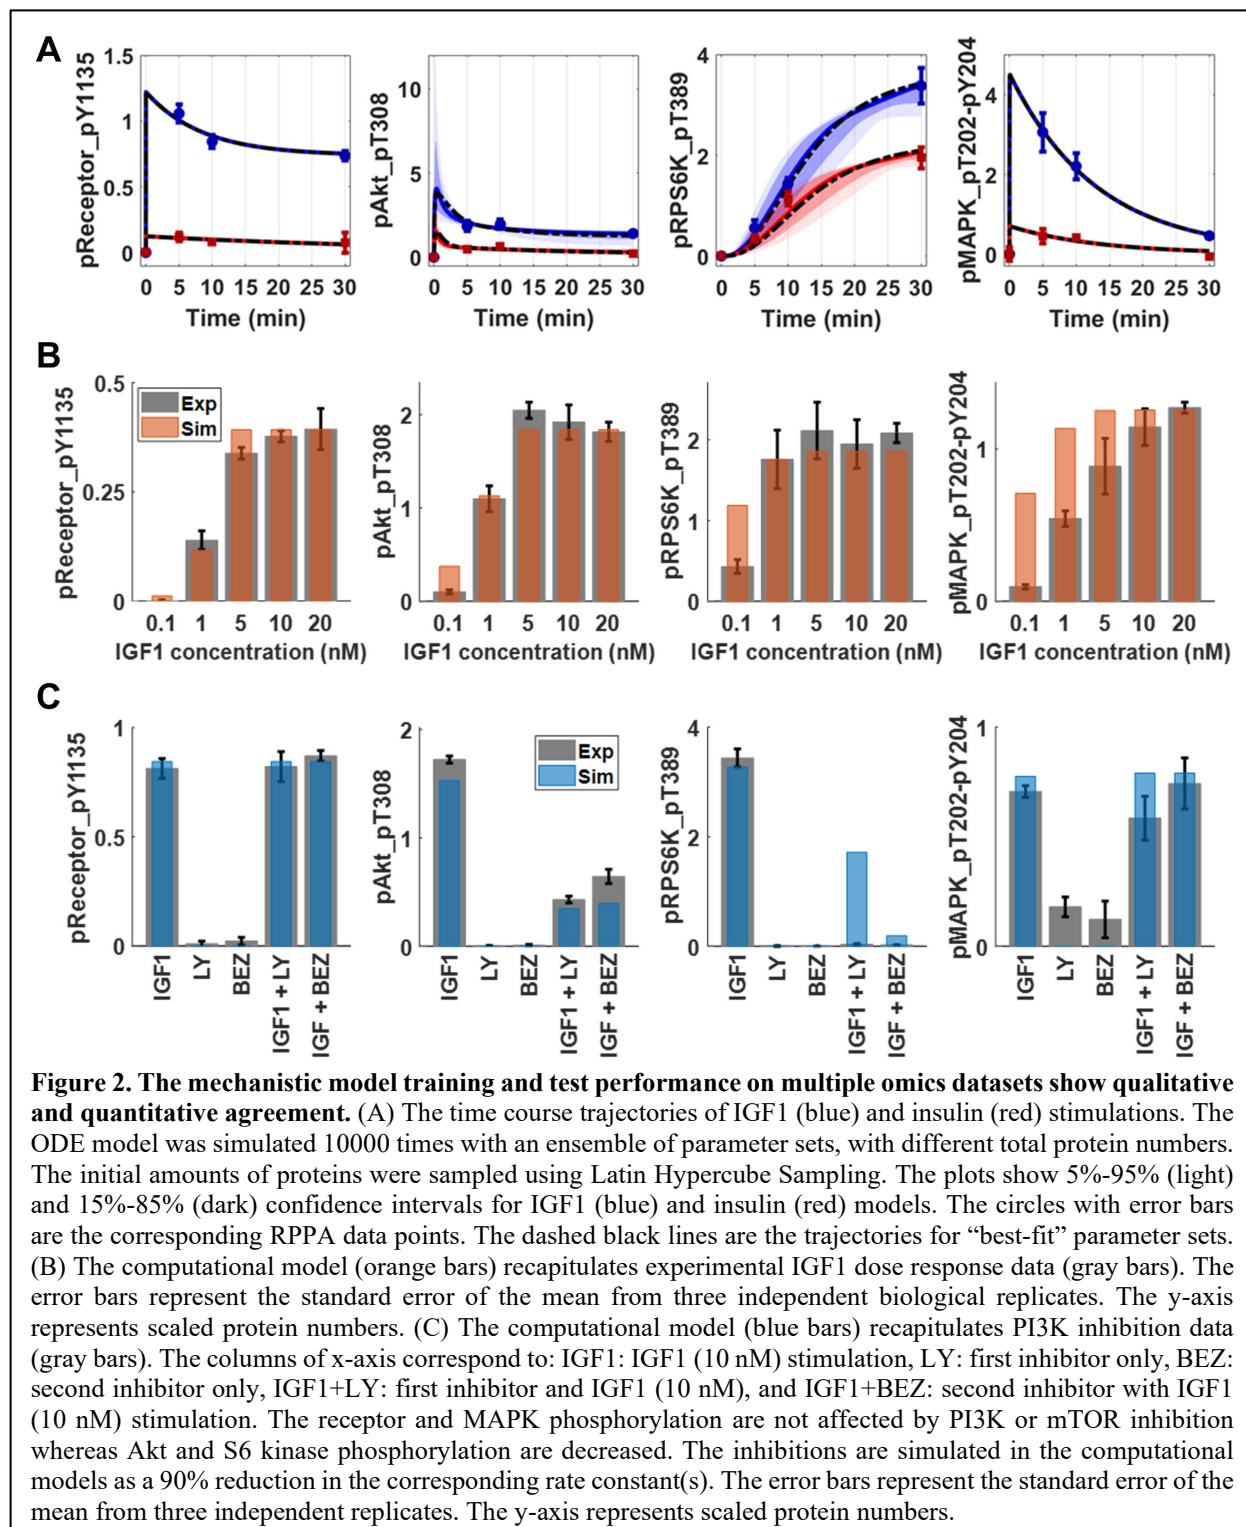 A
pReceptor_pY1135
1.5
1
0.5
0
0 5 10 15 20 25 30
Time (min)
pAkt_pT308
10
5
0
0 5 10 15 20 25 30
Time (min)
pRPS6K_pT389
4
2
0
0 5 10 15 20 25 30
Time (min)
pMAPK_pT202-pY204
4
2
0
0 5 10 15 20 25 30
Time (min)
B
pReceptor_pY1135
0.5
0.25
0
Exp
Sim
0.1 1 5 10 20
IGF1 concentration (nM)
pAkt_pT308
2
1
0
0.1 1 5 10 20
IGF1 concentration (nM)
pRPS6K_pT389
2
1
0
0.1 1 5 10 20
IGF1 concentration (nM)
pMAPK_pT202-pY204
1
0
0.1 1 5 10 20
IGF1 concentration (nM)
C
pReceptor_pY1135
1
0.5
0
IGF1
LY
BEZ
IGF1 + LY
IGF + BEZ
pAkt_pT308
2
1
0
Exp
Sim
IGF1
LY
BEZ
IGF1 + LY
IGF + BEZ
pRPS6K_pT389
4
2
0
IGF1
LY
BEZ
IGF1 + LY
IGF + BEZ
pMAPK_pT202-pY204
1
0
IGF1
LY
BEZ
IGF1 + LY
IGF + BEZ
Figure 2. The mechanistic model training and test performance on multiple omics datasets show qualitative
and quantitative agreement. (A) The time course trajectories of IGF1 (blue) and insulin (red) stimulations. The
ODE model was simulated 10000 times with an ensemble of parameter sets, with different total protein numbers.
The initial amounts of proteins were sampled using Latin Hypercube Sampling. The plots show 5%-95% (light)
and 15%-85% (dark) confidence intervals for IGF1 (blue) and insulin (red) models. The circles with error bars
are the corresponding RPPA data points. The dashed black lines are the trajectories for “best-fit” parameter sets.
(B) The computational model (orange bars) recapitulates experimental IGF1 dose response data (gray bars). The
error bars represent the standard error of the mean from three independent biological replicates. The y-axis
represents scaled protein numbers. (C) The computational model (blue bars) recapitulates PI3K inhibition data
(gray bars). The columns of x-axis correspond to: IGF1: IGF1 (10 nM) stimulation, LY: first inhibitor only, BEZ:
second inhibitor only, IGF1+LY: first inhibitor and IGF1 (10 nM), and IGF1+BEZ: second inhibitor with IGF1
(10 nM) stimulation. The receptor and MAPK phosphorylation are not affected by PI3K or mTOR inhibition
whereas Akt and S6 kinase phosphorylation are decreased. The inhibitions are simulated in the computational
models as a 90% reduction in the corresponding rate constant(s). The error bars represent the standard error of the
mean from three independent replicates. The y-axis represents scaled protein numbers.